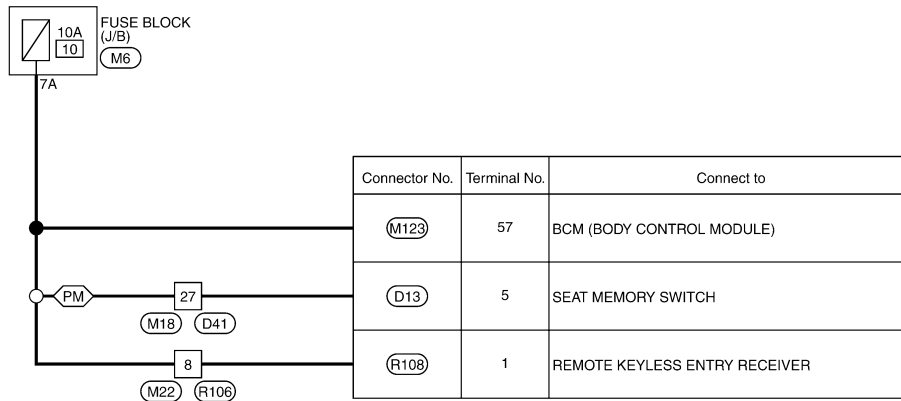 10A
10
FUSE BLOCK
(J/B)
M6
7A
Connector No. Terminal No. Connect to
M123 57 BCM (BODY CONTROL MODULE)
PM 27 D13 5 SEAT MEMORY SWITCH
M18 D41
8 R108 1 REMOTE KEYLESS ENTRY RECEIVER
M22 R106